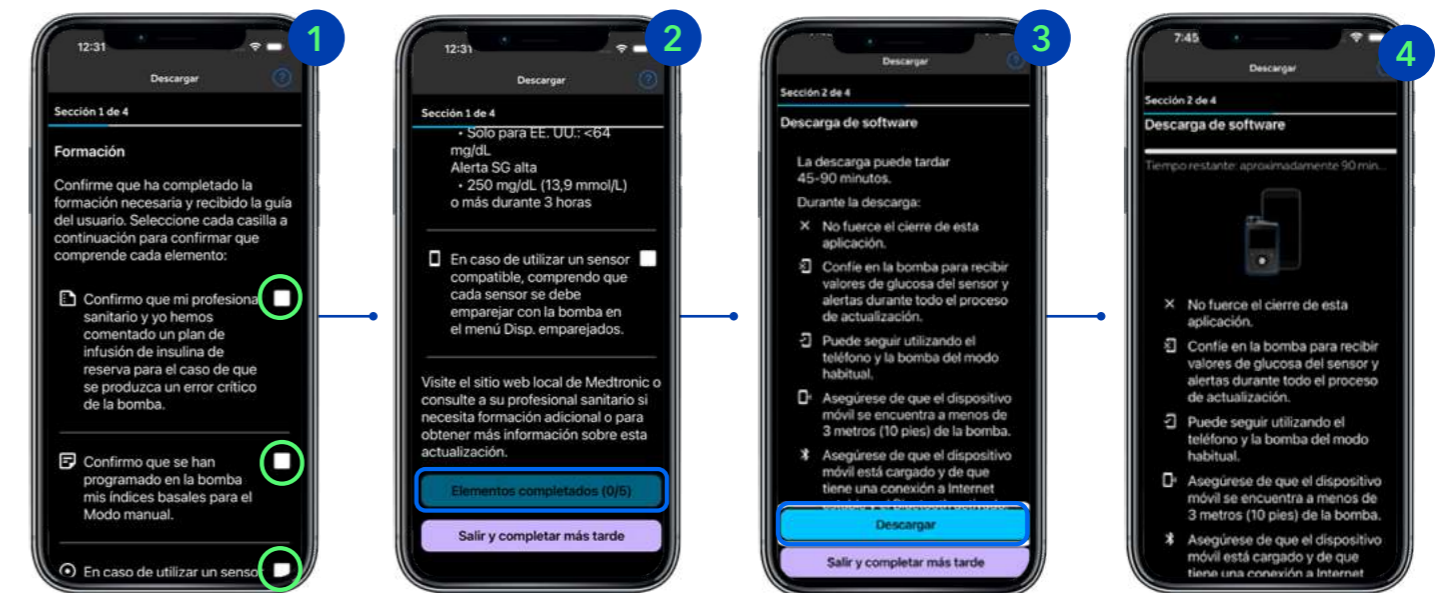 1
12:31
Descargar
?
Sección 1 de 4
Formación
Confirme que ha completado la
formación necesaria y recibido la guía
del usuario. Seleccione cada casilla a
continuación para confirmar que
comprende cada elemento:
Confirmo que mi profesiona
sanitario y yo hemos
comentado un plan de
infusión de insulina de
reserva para el caso de que
se produzca un error crítico
de la bomba.
Confirmo que se han
programado en la bomba
mis índices basales para el
Modo manual.
En caso de utilizar un sensor
2
12:31
Descargar
?
Sección 1 de 4
• Solo para EE. UU.: <64
mg/dL
Alerta SG alta
• 250 mg/dL (13,9 mmol/L)
o más durante 3 horas
En caso de utilizar un sensor
compatible, comprendo que
cada sensor se debe
emparejar con la bomba en
el menú Disp. emparejados.
Visite el sitio web local de Medtronic o
consulte a su profesional sanitario si
necesita formación adicional o para
obtener más información sobre esta
actualización.
Elementos completados (0/5)
Salir y completar más tarde
3
Descargar
Sección 2 de 4
Descarga de software
La descarga puede tardar
45-90 minutos.
Durante la descarga:
No fuerce el cierre de esta
aplicación.
Confíe en la bomba para recibir
valores de glucosa del sensor y
alertas durante todo el proceso
de actualización.
Puede seguir utilizando el
teléfono y la bomba del modo
habitual.
Asegúrese de que el dispositivo
móvil se encuentra a menos de
3 metros (10 pies) de la bomba.
Asegúrese de que el dispositivo
móvil está cargado y de que
tiene una conexión a Internet
Descargar
Salir y completar más tarde
4
7:45
Descargar
Sección 2 de 4
Descarga de software
Tiempo restante: aproximadamente 90 min...
No fuerce el cierre de esta
aplicación.
Confíe en la bomba para recibir
valores de glucosa del sensor y
alertas durante todo el proceso
de actualización.
Puede seguir utilizando el
teléfono y la bomba del modo
habitual.
Asegúrese de que el dispositivo
móvil se encuentra a menos de
3 metros (10 pies) de la bomba.
Asegúrese de que el dispositivo
móvil está cargado y de que
tiene una conexión a Internet